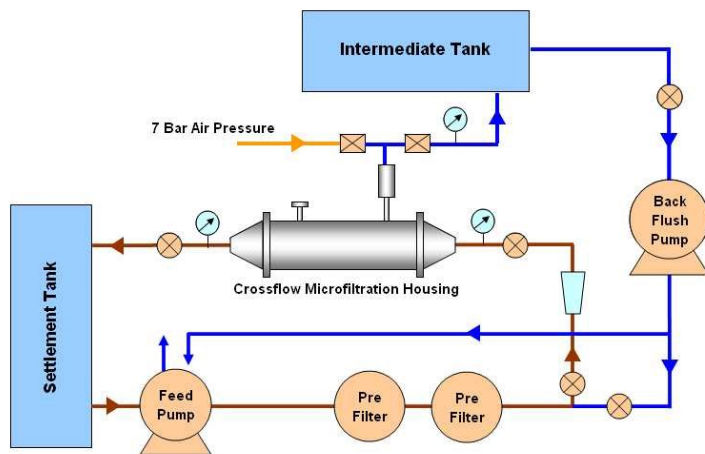 Intermediate Tank
7 Bar Air Pressure
Back
Flush
Pump
Settlement Tank
Crossflow Microfiltration Housing
Feed
Pump
Pre
Filter
Pre
Filter